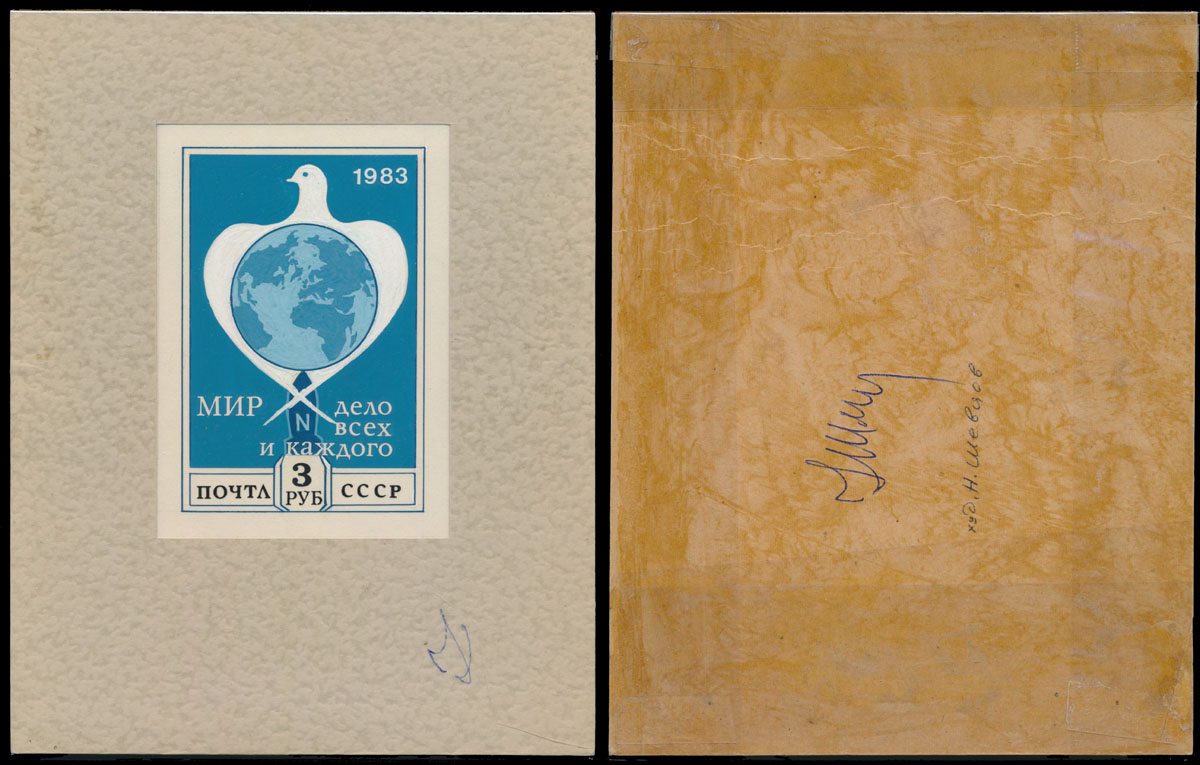 1983
МИР
дело
всех
N
и каждого
3
РУБ
ПОЧТА
СССР
худ. Н. Шевцов